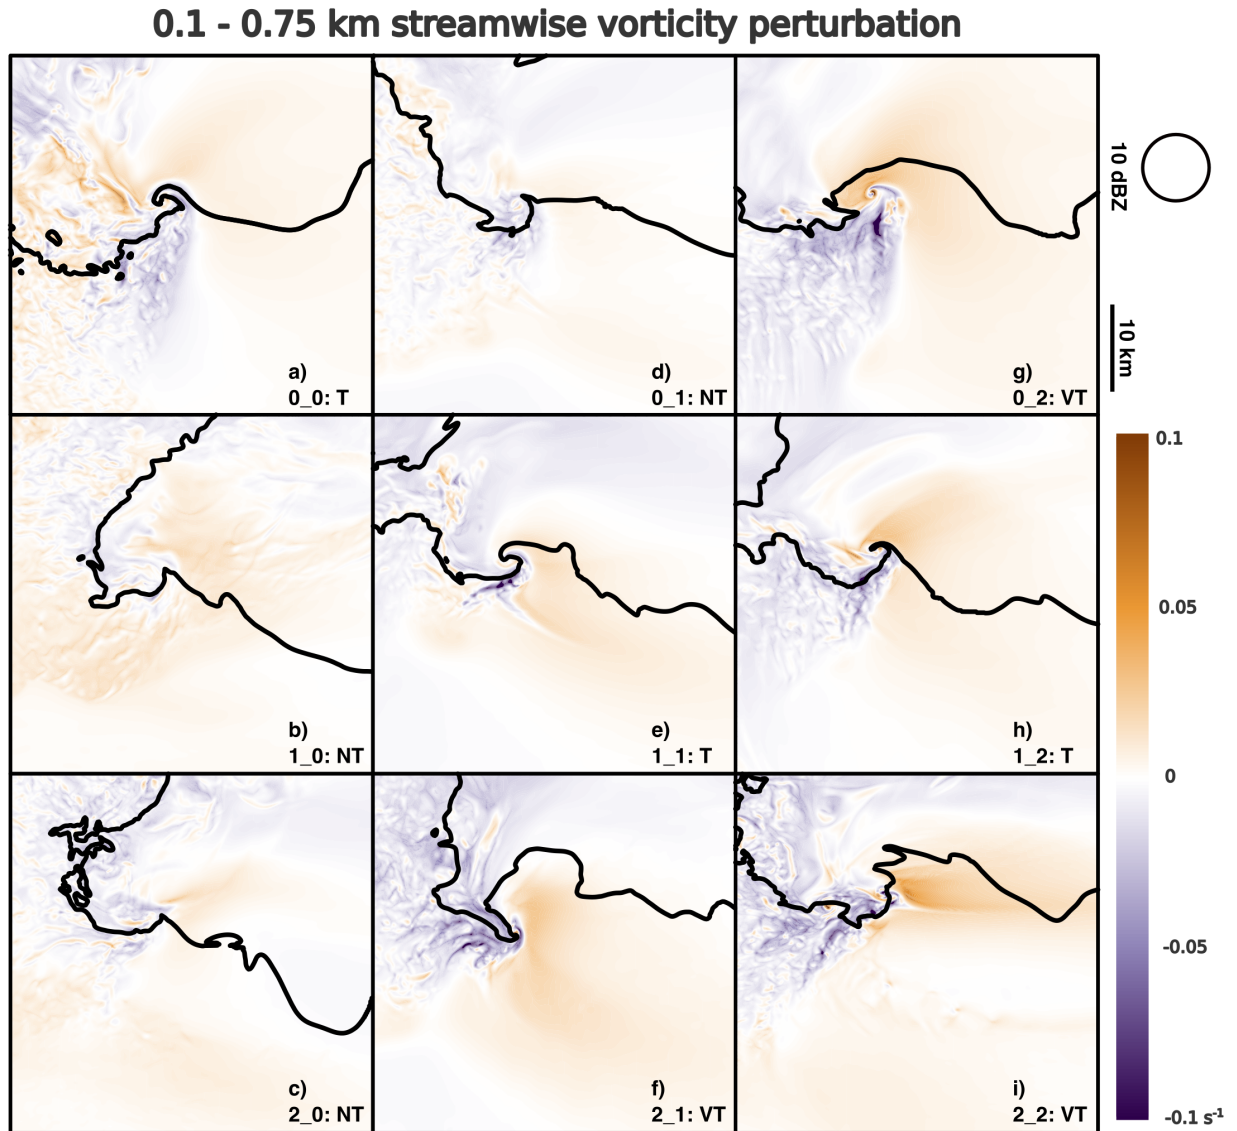 0.1 - 0.75 km streamwise vorticity perturbation
a)
0_0: T
d)
0_1: NT
g)
0_2: VT
10 dBZ
10 km
b)
1_0: NT
e)
1_1: T
h)
1_2: T
c)
2_0: NT
f)
2_1: VT
i)
2_2: VT
0.1
0.05
0
-0.05
-0.1 s⁻¹